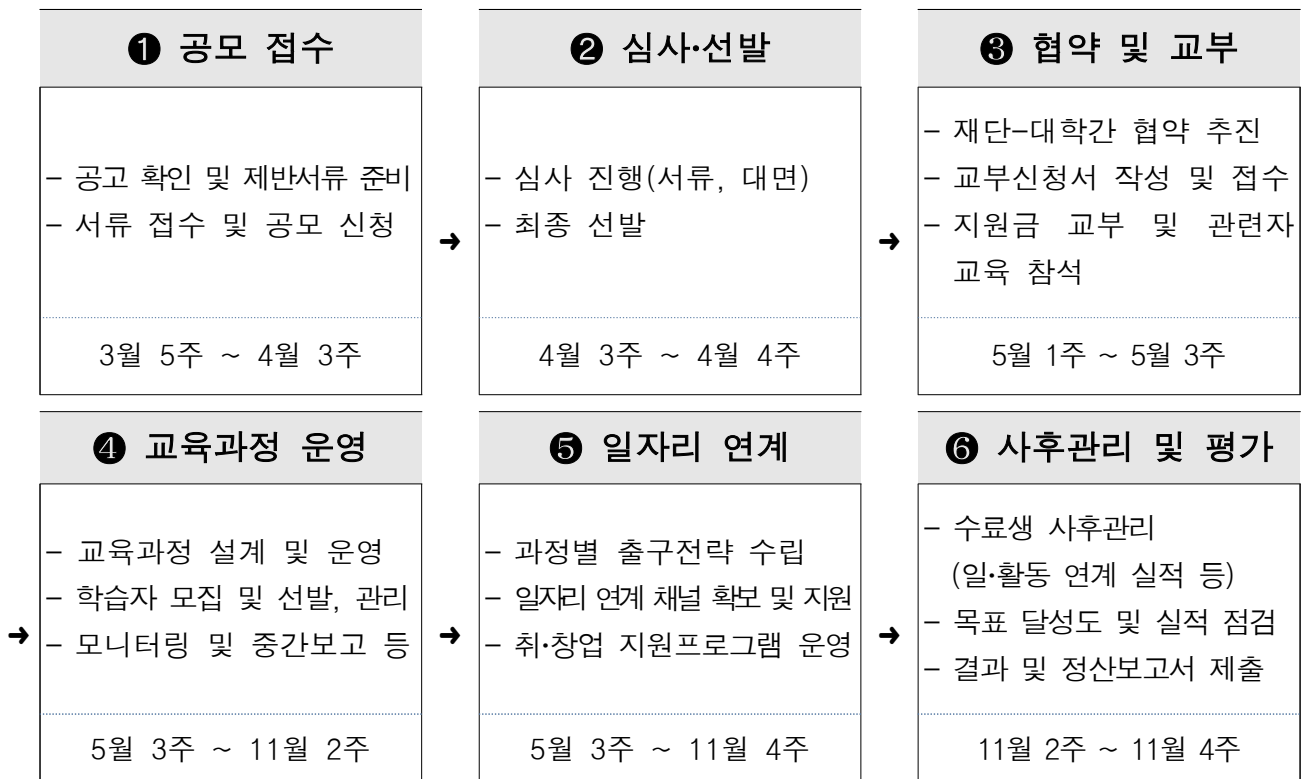 ❶ 공모 접수
– 공고 확인 및 제반서류 준비
– 서류 접수 및 공모 신청
3월 5주 ~ 4월 3주
➜
❷ 심사·선발
– 심사 진행(서류, 대면)
– 최종 선발
4월 3주 ~ 4월 4주
➜
❸ 협약 및 교부
– 재단-대학간 협약 추진
– 교부신청서 작성 및 접수
– 지원금 교부 및 관련자
교육 참석
5월 1주 ~ 5월 3주
➜
❹ 교육과정 운영
– 교육과정 설계 및 운영
– 학습자 모집 및 선발, 관리
– 모니터링 및 중간보고 등
5월 3주 ~ 11월 2주
➜
❺ 일자리 연계
– 과정별 출구전략 수립
– 일자리 연계 채널 확보 및 지원
– 취·창업 지원프로그램 운영
5월 3주 ~ 11월 4주
➜
❻ 사후관리 및 평가
– 수료생 사후관리
(일·활동 연계 실적 등)
– 목표 달성도 및 실적 점검
– 결과 및 정산보고서 제출
11월 2주 ~ 11월 4주